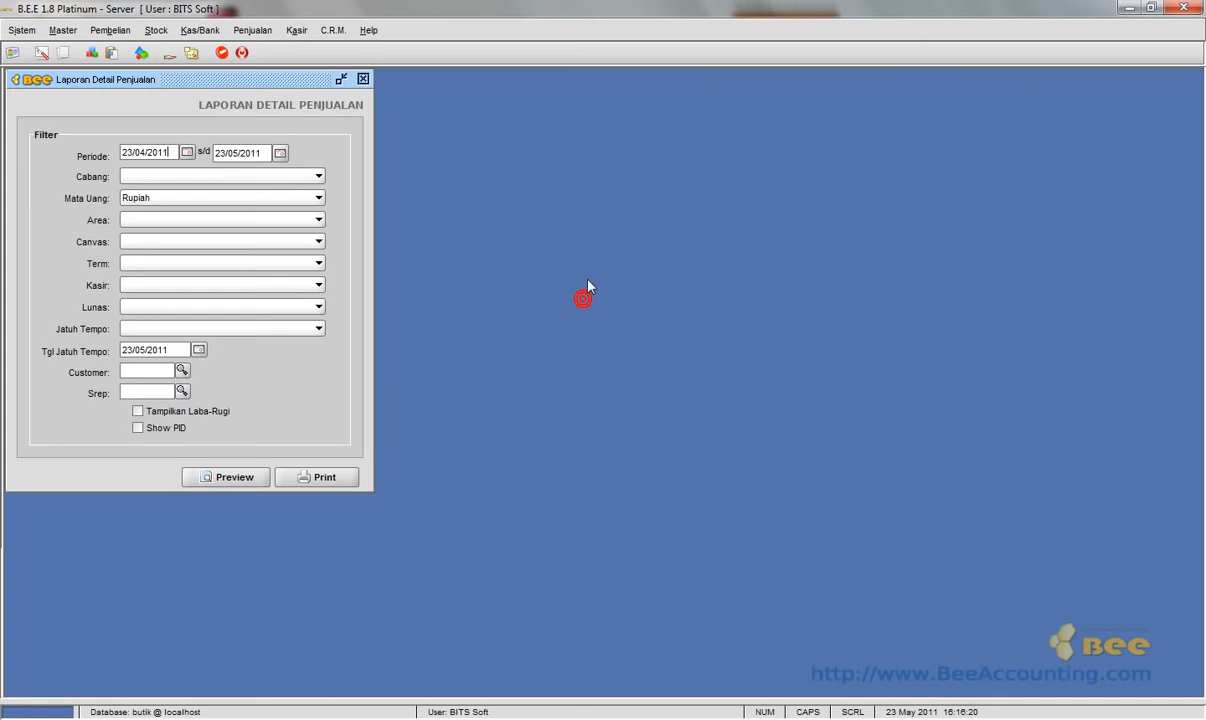 B.E.E 1.8 Platinum - Server [ User : BITS Soft ]
Sistem Master Pembelian Stock Kas/Bank Penjualan Kasir C.R.M. Help
BEE Laporan Detail Penjualan
LAPORAN DETAIL PENJUALAN
Filter
Periode: 23/04/2011 s/d 23/05/2011
Cabang:
Mata Uang: Rupiah
Area:
Canvas:
Term:
Kasir:
Lunas:
Jatuh Tempo:
Tgl Jatuh Tempo: 23/05/2011
Customer:
Srep:
Tampilkan Laba-Rugi
Show PID
Preview Print
BEE
http://www.BeeAccounting.com
Database: butik @ localhost User: BITS Soft NUM CAPS SCRL 23 May 2011 16:16:20